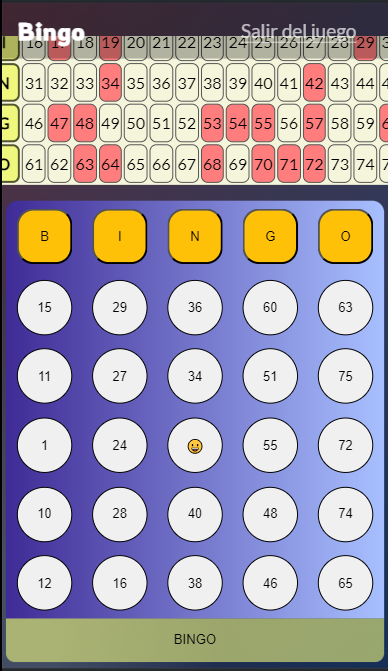 Bingo Salir del juego
I 16 17 18 19 20 21 22 23 24 25 26 27 28 29
N 31 32 33 34 35 36 37 38 39 40 41 42 43 44
G 46 47 48 49 50 51 52 53 54 55 56 57 58 59
O 61 62 63 64 65 66 67 68 69 70 71 72 73 74
B I N G O
15 29 36 60 63
11 27 34 51 75
1 24 55 72
10 28 40 48 74
12 16 38 46 65
BINGO